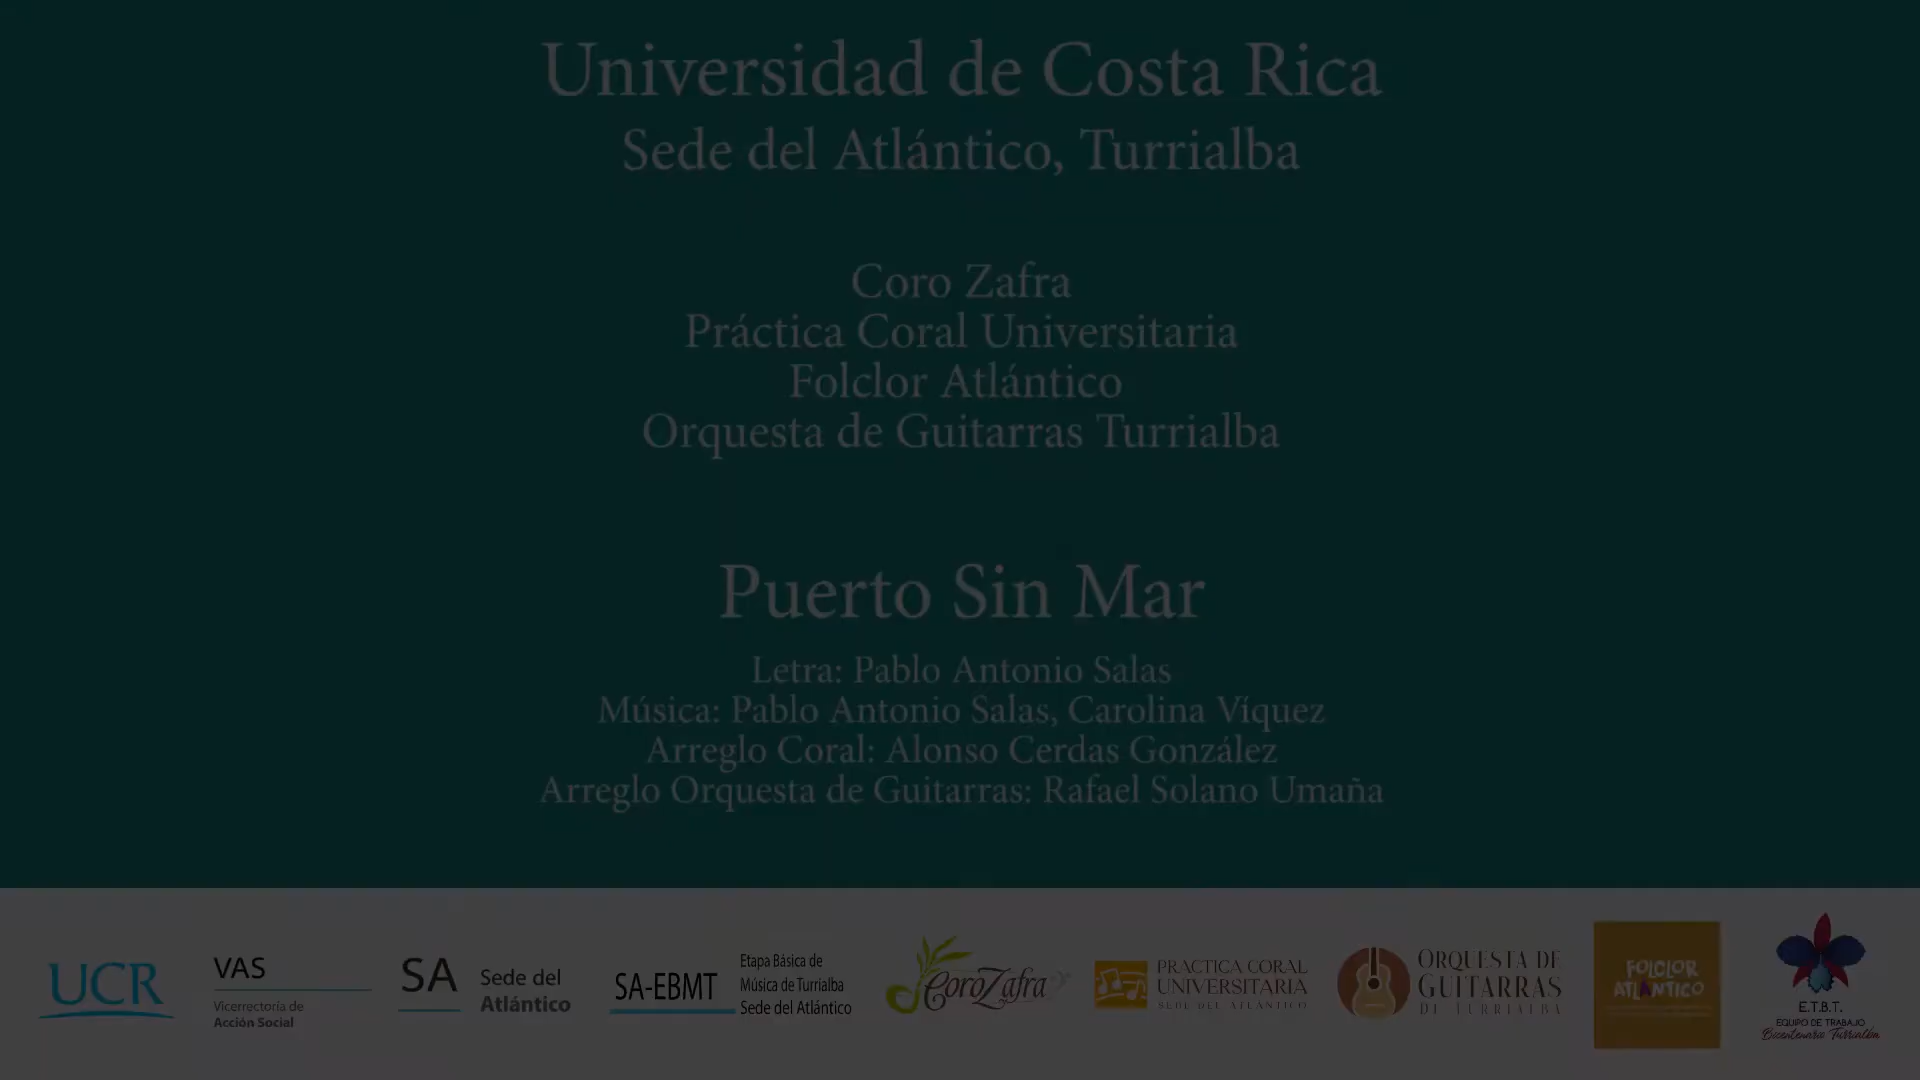 Universidad de Costa Rica
Sede del Atlántico, Turrialba
Coro Zafra
Práctica Coral Universitaria
Folclor Atlántico
Orquesta de Guitarras Turrialba
Puerto Sin Mar
Letra: Pablo Antonio Salas
Música: Pablo Antonio Salas, Carolina Víquez
Arreglo Coral: Alonso Cerdas González
Arreglo Orquesta de Guitarras: Rafael Solano Umaña
UCR
VAS
Vicerrectoría de
Acción Social
SA
Sede del
Atlántico
SA-EBMT
Etapa Básica de
Música de Turrialba
Sede del Atlántico
Coro Zafra
PRACTICA CORAL
UNIVERSITARIA
SEDE DEL ATLÁNTICO
ORQUESTA DE
GUITARRAS
DE TURRIALBA
FOLCLOR
ATLÁNTICO
E.T.B.T.
EQUIPO DE TRABAJO
Bicentenario Turrialba